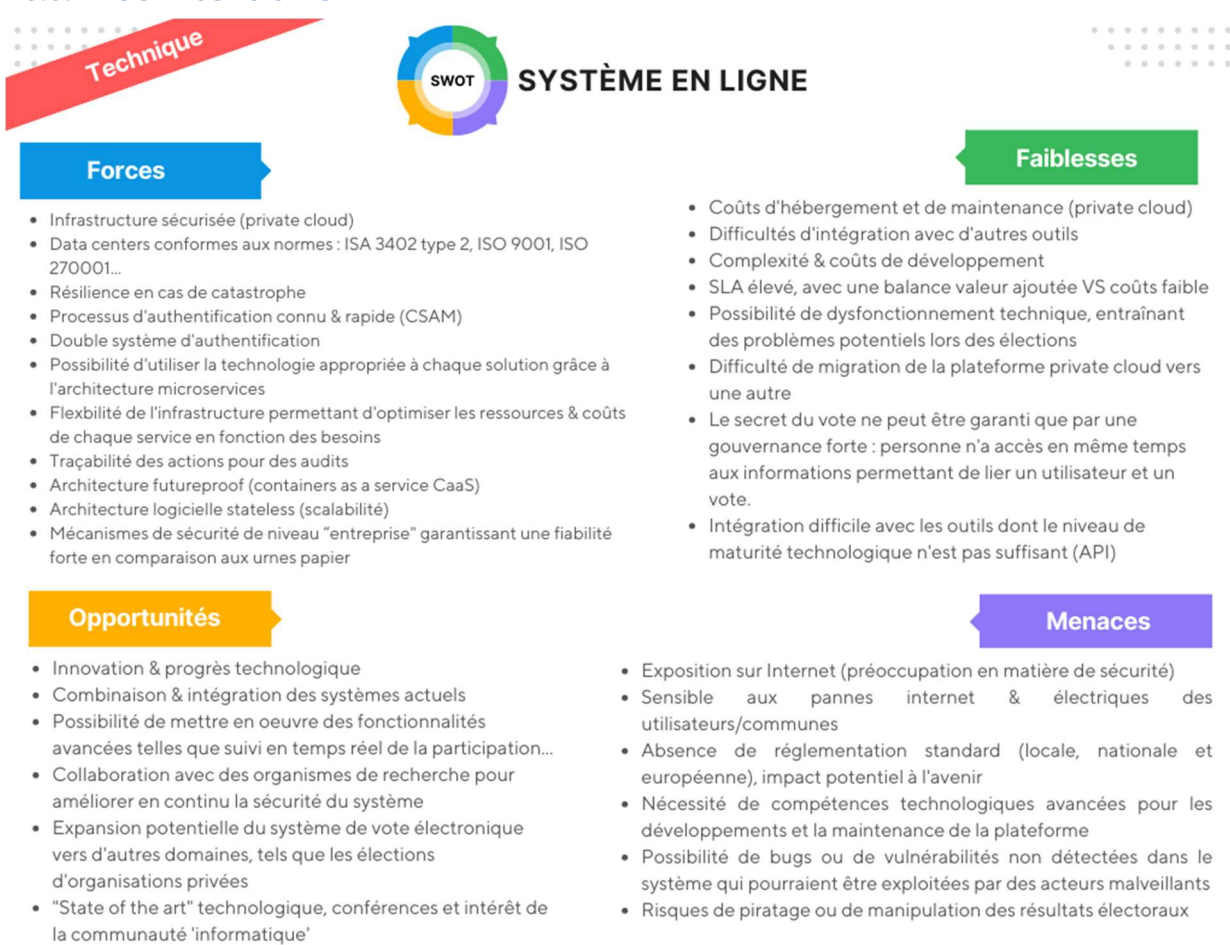 Technique
SWOT
SYSTÈME EN LIGNE
Forces
• Infrastructure sécurisée (private cloud)
• Data centers conformes aux normes : ISA 3402 type 2, ISO 9001, ISO
270001...
• Résilience en cas de catastrophe
• Processus d'authentification connu & rapide (CSAM)
• Double système d'authentification
• Possibilité d'utiliser la technologie appropriée à chaque solution grâce à
l'architecture microservices
• Flexbilité de l'infrastructure permettant d'optimiser les ressources & coûts
de chaque service en fonction des besoins
• Traçabilité des actions pour des audits
• Architecture futureproof (containers as a service CaaS)
• Architecture logicielle stateless (scalabilité)
• Mécanismes de sécurité de niveau "entreprise" garantissant une fiabilité
forte en comparaison aux urnes papier
Faiblesses
• Coûts d'hébergement et de maintenance (private cloud)
• Difficultés d'intégration avec d'autres outils
• Complexité & coûts de développement
• SLA élevé, avec une balance valeur ajoutée VS coûts faible
• Possibilité de dysfonctionnement technique, entraînant
des problèmes potentiels lors des élections
• Difficulté de migration de la plateforme private cloud vers
une autre
• Le secret du vote ne peut être garanti que par une
gouvernance forte : personne n'a accès en même temps
aux informations permettant de lier un utilisateur et un
vote.
• Intégration difficile avec les outils dont le niveau de
maturité technologique n'est pas suffisant (API)
Opportunités
• Innovation & progrès technologique
• Combinaison & intégration des systèmes actuels
• Possibilité de mettre en oeuvre des fonctionnalités
avancées telles que suivi en temps réel de la participation...
• Collaboration avec des organismes de recherche pour
améliorer en continu la sécurité du système
• Expansion potentielle du système de vote électronique
vers d'autres domaines, tels que les élections
d'organisations privées
• "State of the art" technologique, conférences et intérêt de
la communauté 'informatique'
Menaces
• Exposition sur Internet (préoccupation en matière de sécurité)
• Sensible aux pannes internet & électriques des
utilisateurs/communes
• Absence de réglementation standard (locale, nationale et
européenne), impact potentiel à l'avenir
• Nécessité de compétences technologiques avancées pour les
développements et la maintenance de la plateforme
• Possibilité de bugs ou de vulnérabilités non détectées dans le
système qui pourraient être exploitées par des acteurs malveillants
• Risques de piratage ou de manipulation des résultats électoraux